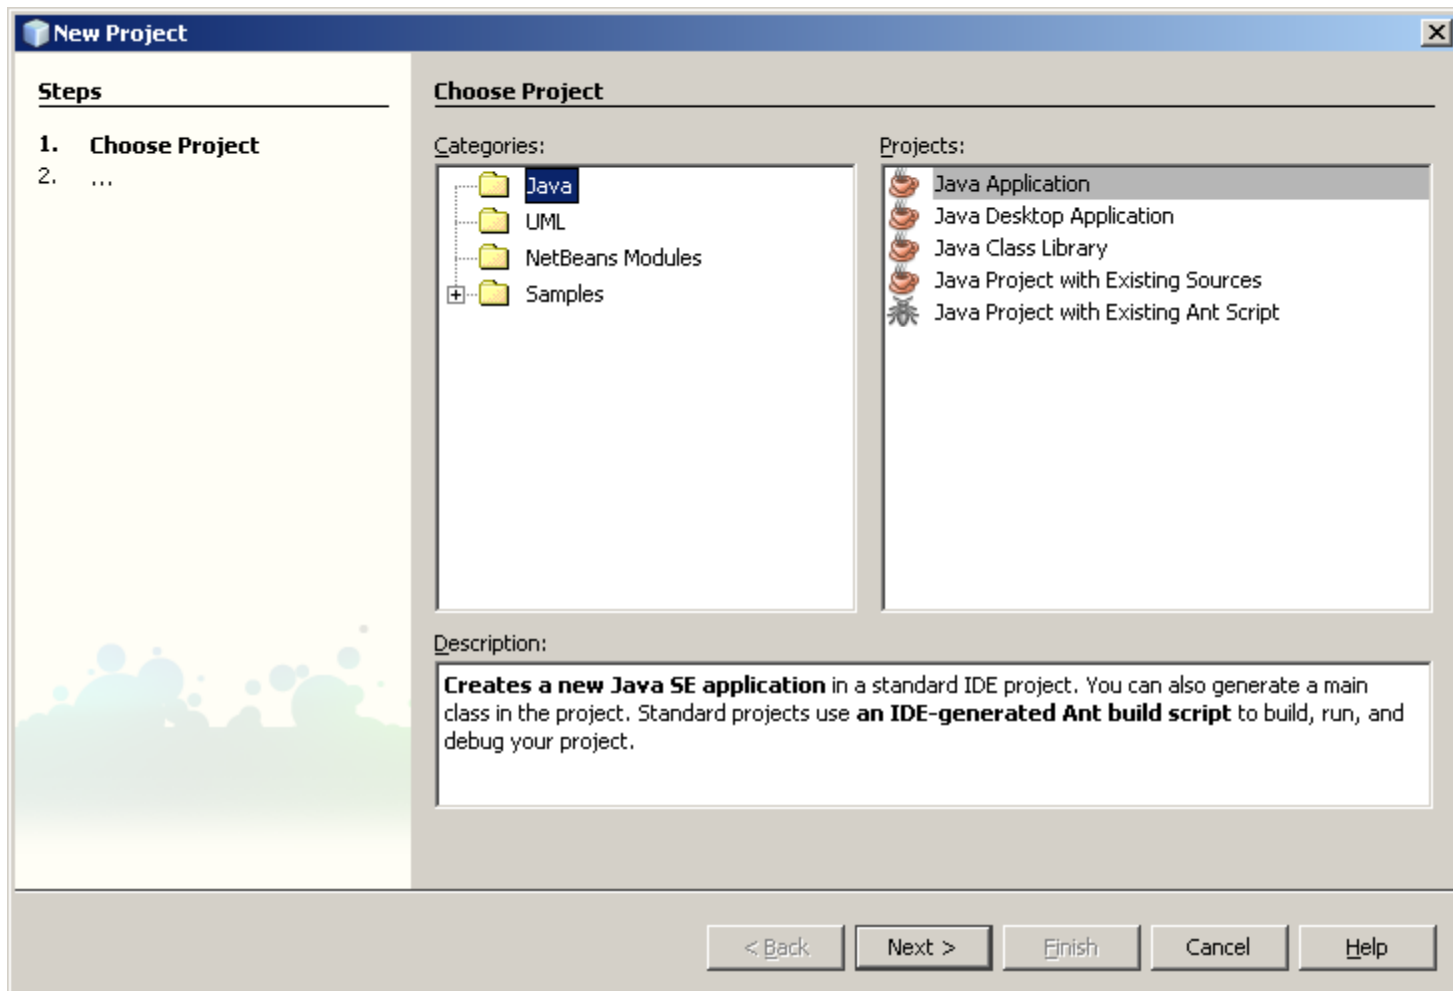 New Project
Steps
1. Choose Project
2. ...
Choose Project
Categories:
Java
UML
NetBeans Modules
Samples
Projects:
Java Application
Java Desktop Application
Java Class Library
Java Project with Existing Sources
Java Project with Existing Ant Script
Description:
Creates a new Java SE application in a standard IDE project. You can also generate a main
class in the project. Standard projects use an IDE-generated Ant build script to build, run, and
debug your project.
< Back
Next >
Finish
Cancel
Help